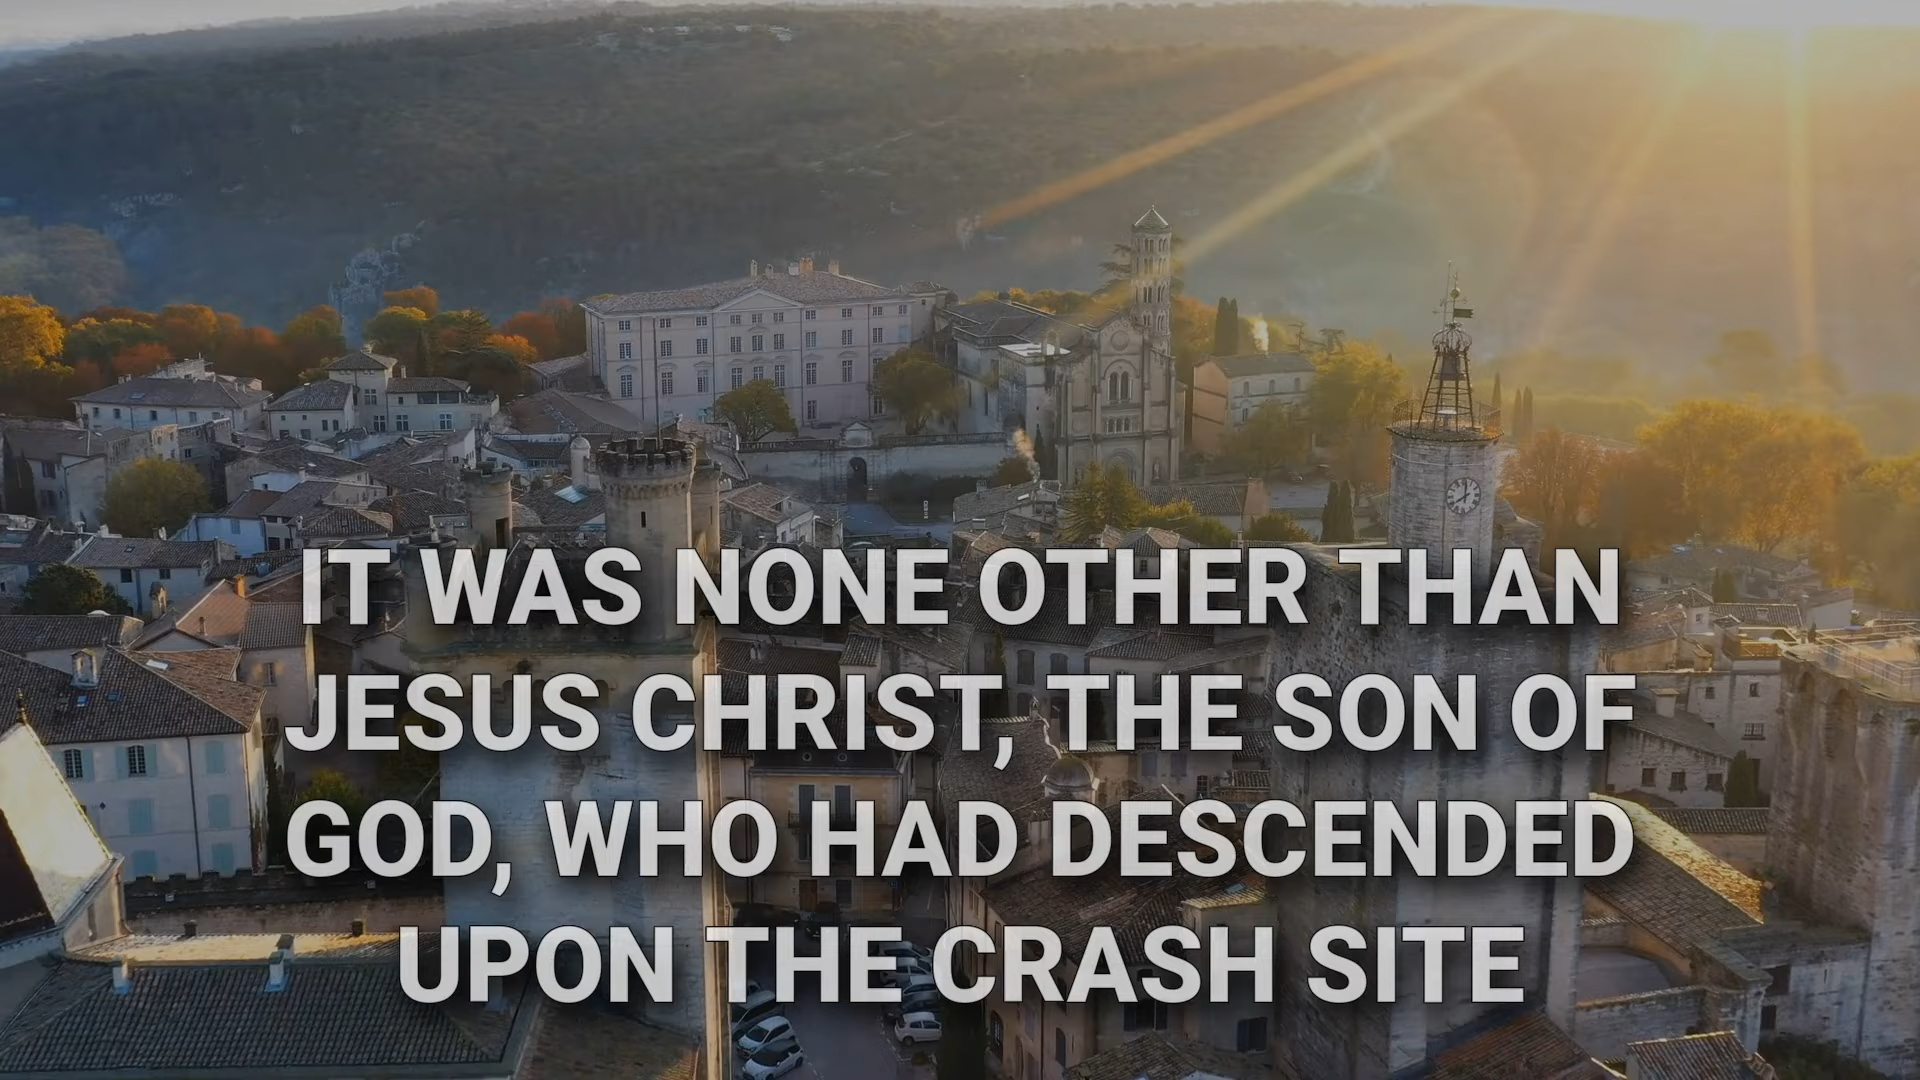 IT WAS NONE OTHER THAN
JESUS CHRIST, THE SON OF
GOD, WHO HAD DESCENDED
UPON THE CRASH SITE